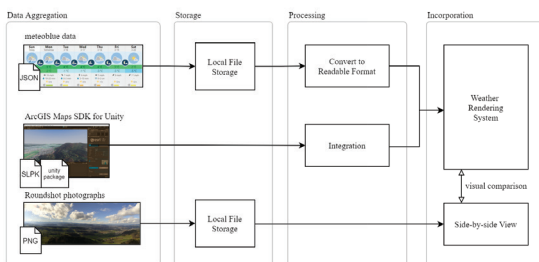 Data Aggregation
Storage
Processing
Incorporation
meteoblue data
JSON
Local File
Storage
Convert to
Readable Format
Weather
Rendering
System
ArcGIS Maps SDK for Unity
SLPK
unity
package
Integration
visual comparison
Roundshot photographs
PNG
Local File
Storage
Side-by-side View